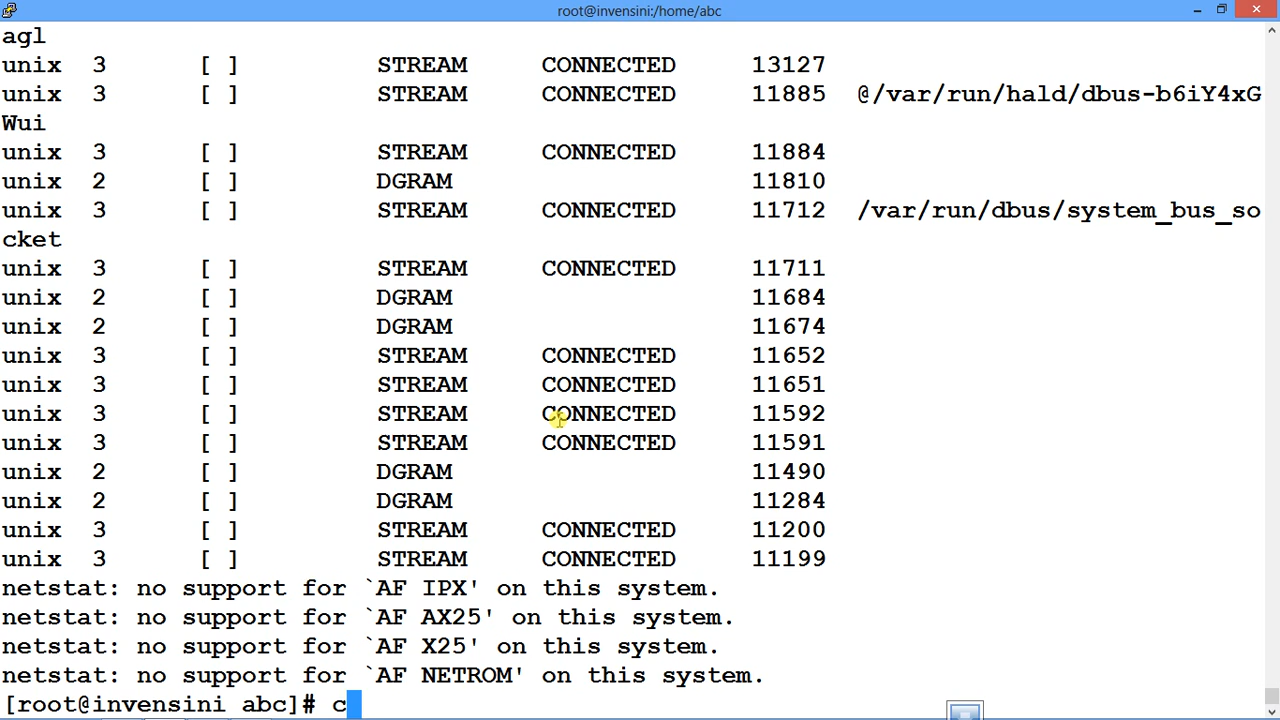 root@invensini:/home/abc
agl
unix 3 [ ] STREAM CONNECTED 13127
unix 3 [ ] STREAM CONNECTED 11885 @/var/run/hald/dbus-b6iY4xG
Wui
unix 3 [ ] STREAM CONNECTED 11884
unix 2 [ ] DGRAM 11810
unix 3 [ ] STREAM CONNECTED 11712 /var/run/dbus/system_bus_so
cket
unix 3 [ ] STREAM CONNECTED 11711
unix 2 [ ] DGRAM 11684
unix 2 [ ] DGRAM 11674
unix 3 [ ] STREAM CONNECTED 11652
unix 3 [ ] STREAM CONNECTED 11651
unix 3 [ ] STREAM CONNECTED 11592
unix 3 [ ] STREAM CONNECTED 11591
unix 2 [ ] DGRAM 11490
unix 2 [ ] DGRAM 11284
unix 3 [ ] STREAM CONNECTED 11200
unix 3 [ ] STREAM CONNECTED 11199
netstat: no support for `AF IPX' on this system.
netstat: no support for `AF AX25' on this system.
netstat: no support for `AF X25' on this system.
netstat: no support for `AF NETROM' on this system.
[root@invensini abc]# c